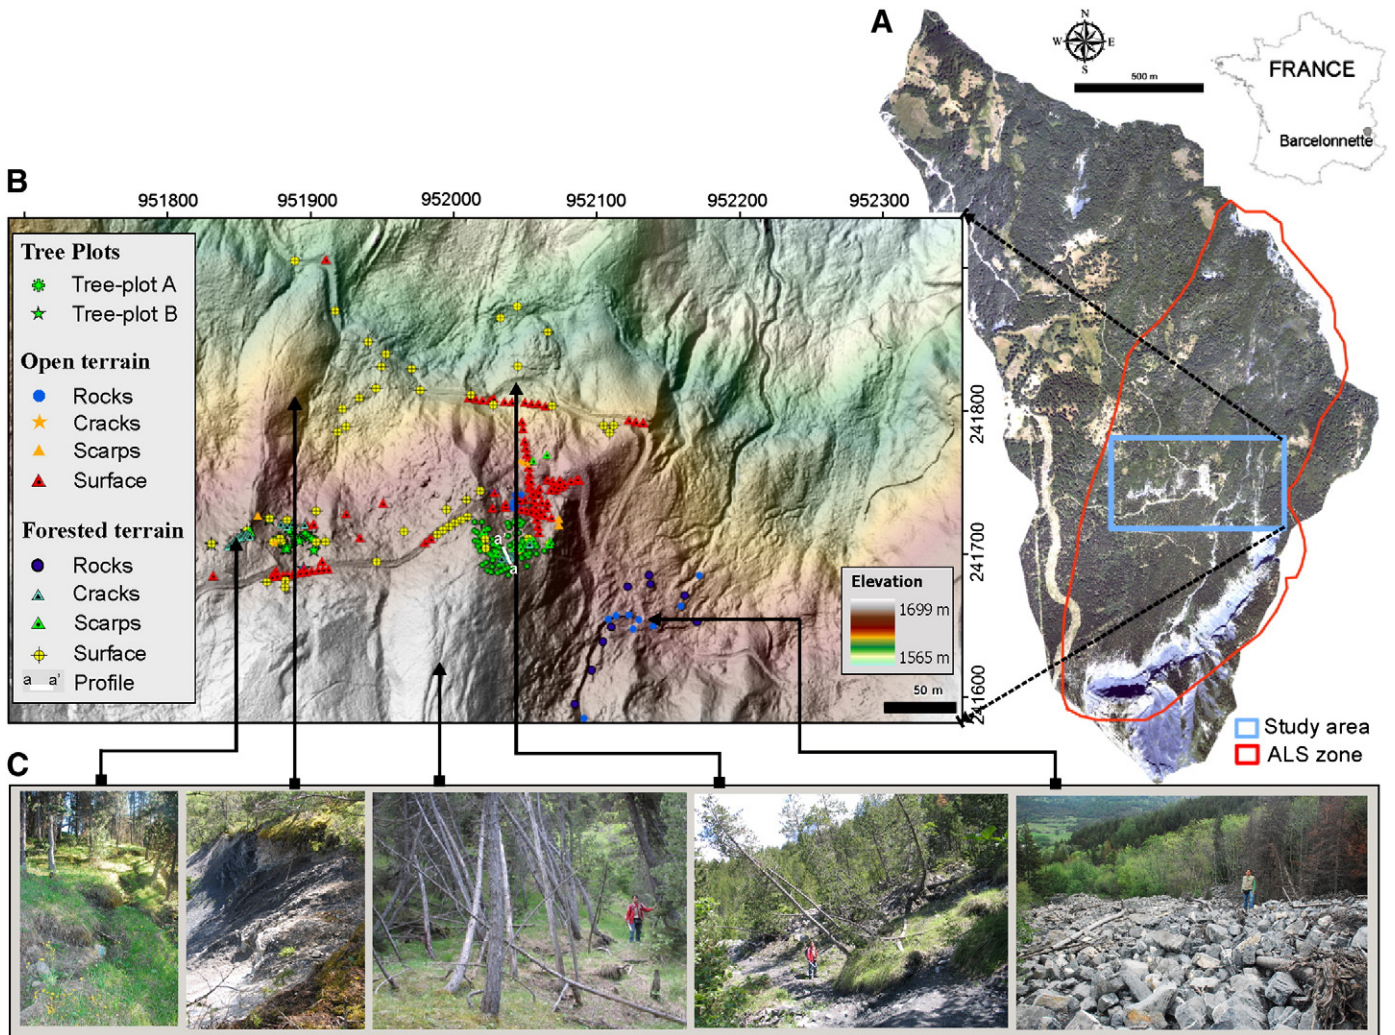 A
N
W E
S
500 m
FRANCE
Barcelonnette
B
951800 951900 952000 952100 952200 952300
Tree Plots
Tree-plot A
Tree-plot B
Open terrain
Rocks
Cracks
Scarps
Surface
Forested terrain
Rocks
Cracks
Scarps
Surface
a a' Profile
a'
a
241800
241700
241600
Elevation
1699 m
1565 m
50 m
Study area
ALS zone
C